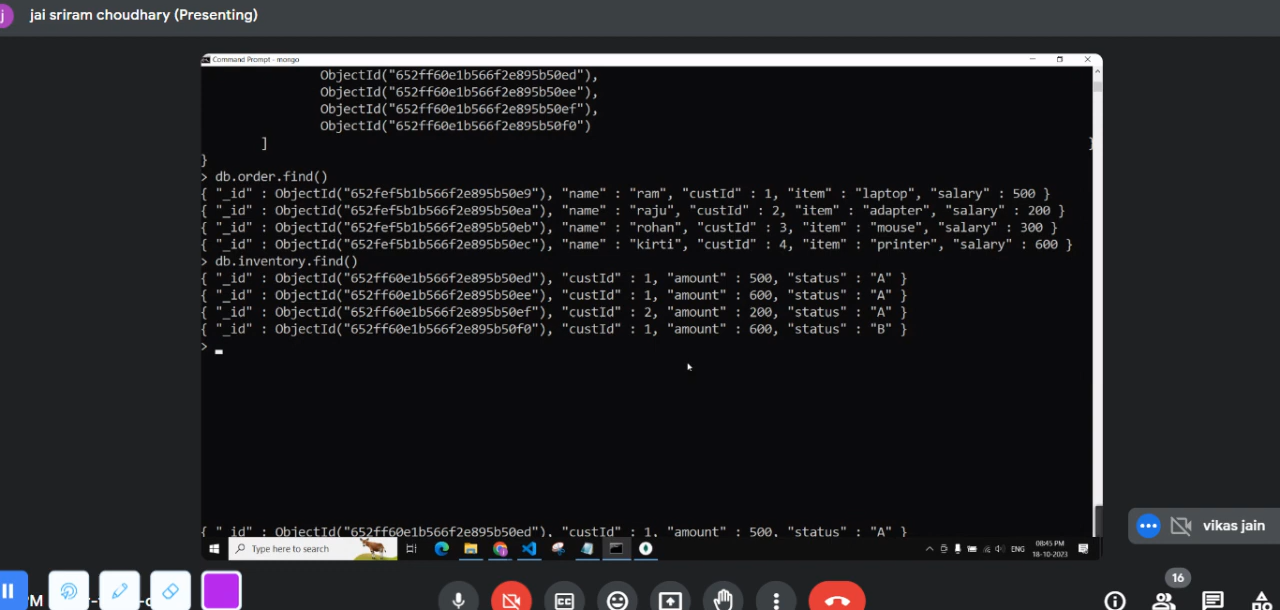 j jai sriram choudhary (Presenting)
Command Prompt - mongo
ObjectId("652ff60e1b566f2e895b50ed"),
ObjectId("652ff60e1b566f2e895b50ee"),
ObjectId("652ff60e1b566f2e895b50ef"),
ObjectId("652ff60e1b566f2e895b50f0")
]
}
}
> db.order.find()
{ "_id" : ObjectId("652fef5b1b566f2e895b50e9"), "name" : "ram", "custId" : 1, "item" : "laptop", "salary" : 500 }
{ "_id" : ObjectId("652fef5b1b566f2e895b50ea"), "name" : "raju", "custId" : 2, "item" : "adapter", "salary" : 200 }
{ "_id" : ObjectId("652fef5b1b566f2e895b50eb"), "name" : "rohan", "custId" : 3, "item" : "mouse", "salary" : 300 }
{ "_id" : ObjectId("652fef5b1b566f2e895b50ec"), "name" : "kirti", "custId" : 4, "item" : "printer", "salary" : 600 }
> db.inventory.find()
{ "_id" : ObjectId("652ff60e1b566f2e895b50ed"), "custId" : 1, "amount" : 500, "status" : "A" }
{ "_id" : ObjectId("652ff60e1b566f2e895b50ee"), "custId" : 1, "amount" : 600, "status" : "A" }
{ "_id" : ObjectId("652ff60e1b566f2e895b50ef"), "custId" : 2, "amount" : 200, "status" : "A" }
{ "_id" : ObjectId("652ff60e1b566f2e895b50f0"), "custId" : 1, "amount" : 600, "status" : "B" }
>
{ "_id" : ObjectId("652ff60e1b566f2e895b50ed"), "custId" : 1, "amount" : 500, "status" : "A" }
vikas jain
Type here to search
ENG
08:45 PM
18-10-2023
16
CC